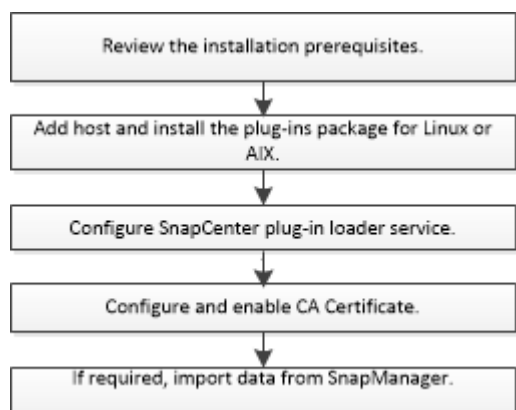 Review the installation prerequisites.
Add host and install the plug-ins package for Linux or
AIX.
Configure SnapCenter plug-in loader service.
Configure and enable CA Certificate.
If required, import data from SnapManager.